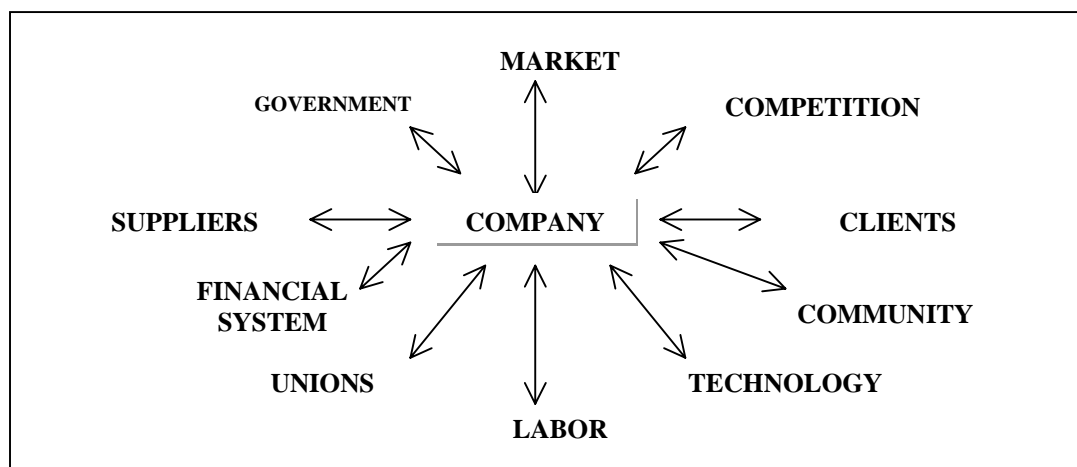 MARKET
GOVERNMENT
COMPETITION
SUPPLIERS
COMPANY
CLIENTS
FINANCIAL
SYSTEM
COMMUNITY
UNIONS
TECHNOLOGY
LABOR